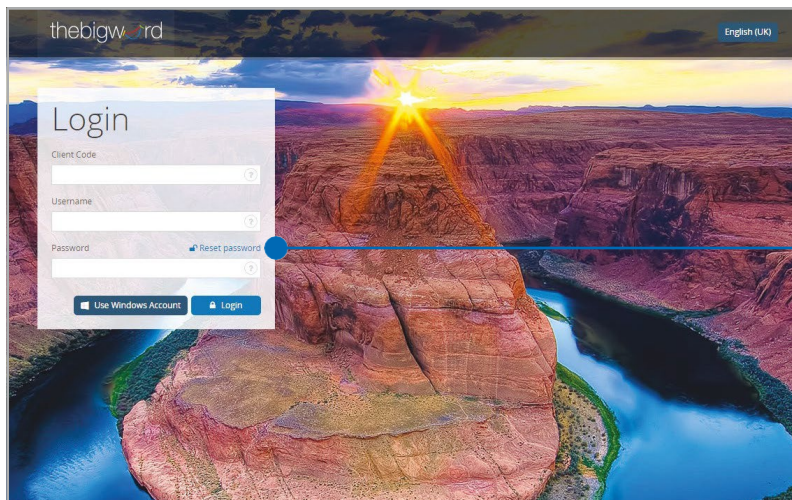 thebigword
English (UK)
Login
Client Code
?
Username
?
Password Reset password
?
Use Windows Account Login